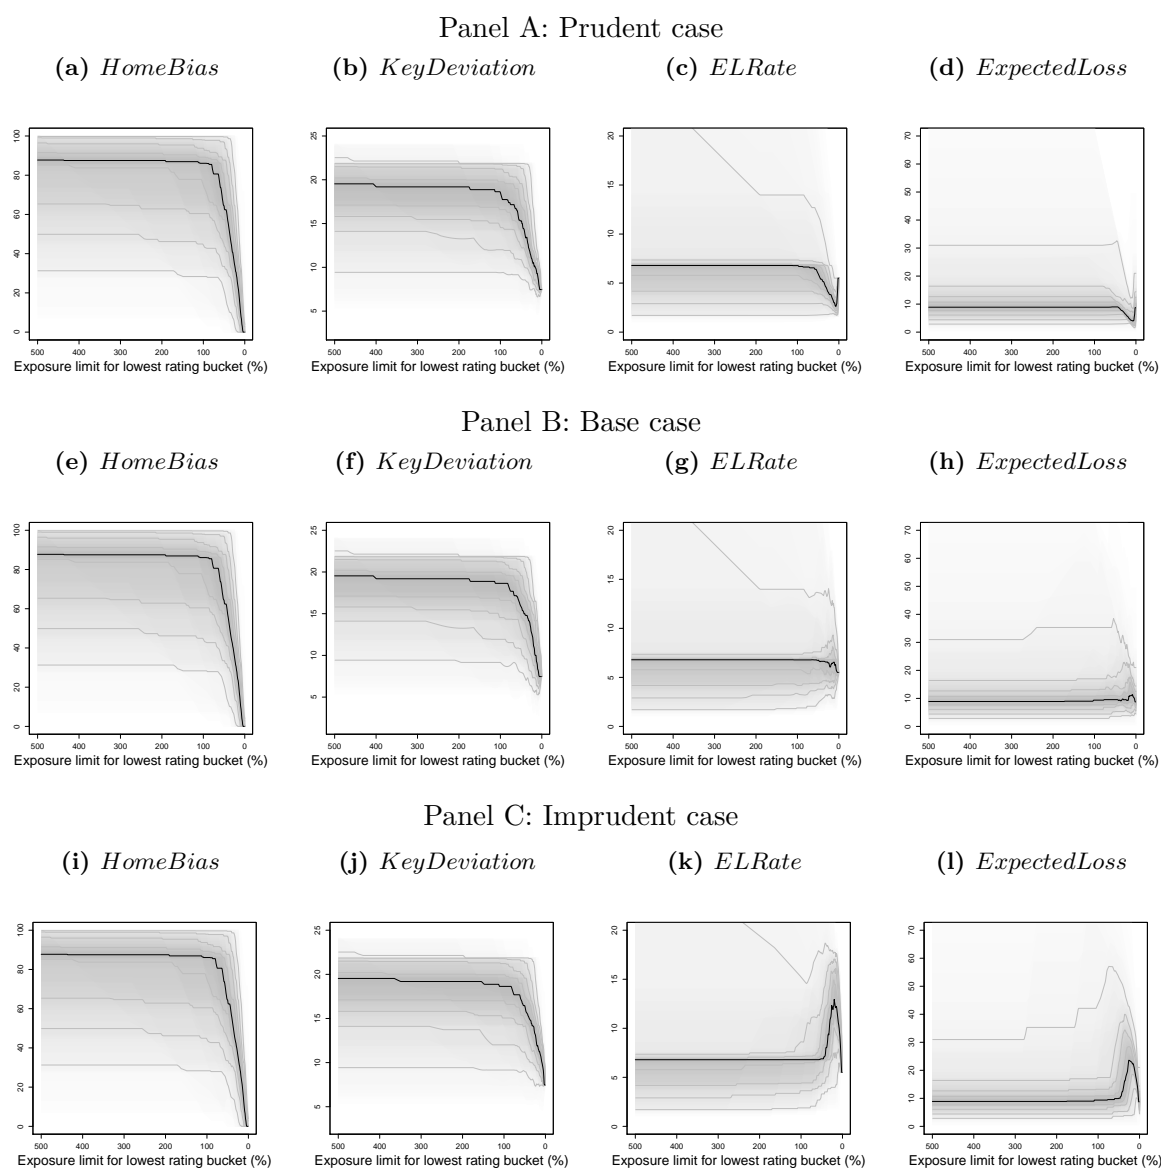 Panel A: Prudent case
(a) HomeBias (b) KeyDeviation (c) ELRate (d) ExpectedLoss
0 20 40 60 80 100
500 400 300 200 100 0
Exposure limit for lowest rating bucket (%)
5 10 15 20 25
500 400 300 200 100 0
Exposure limit for lowest rating bucket (%)
0 5 10 15 20
500 400 300 200 100 0
Exposure limit for lowest rating bucket (%)
0 10 20 30 40 50 60 70
500 400 300 200 100 0
Exposure limit for lowest rating bucket (%)
Panel B: Base case
(e) HomeBias (f) KeyDeviation (g) ELRate (h) ExpectedLoss
0 20 40 60 80 100
500 400 300 200 100 0
Exposure limit for lowest rating bucket (%)
5 10 15 20 25
500 400 300 200 100 0
Exposure limit for lowest rating bucket (%)
0 5 10 15 20
500 400 300 200 100 0
Exposure limit for lowest rating bucket (%)
0 10 20 30 40 50 60 70
500 400 300 200 100 0
Exposure limit for lowest rating bucket (%)
Panel C: Imprudent case
(i) HomeBias (j) KeyDeviation (k) ELRate (l) ExpectedLoss
0 20 40 60 80 100
500 400 300 200 100 0
Exposure limit for lowest rating bucket (%)
5 10 15 20 25
500 400 300 200 100 0
Exposure limit for lowest rating bucket (%)
0 5 10 15 20
500 400 300 200 100 0
Exposure limit for lowest rating bucket (%)
0 10 20 30 40 50 60 70
500 400 300 200 100 0
Exposure limit for lowest rating bucket (%)